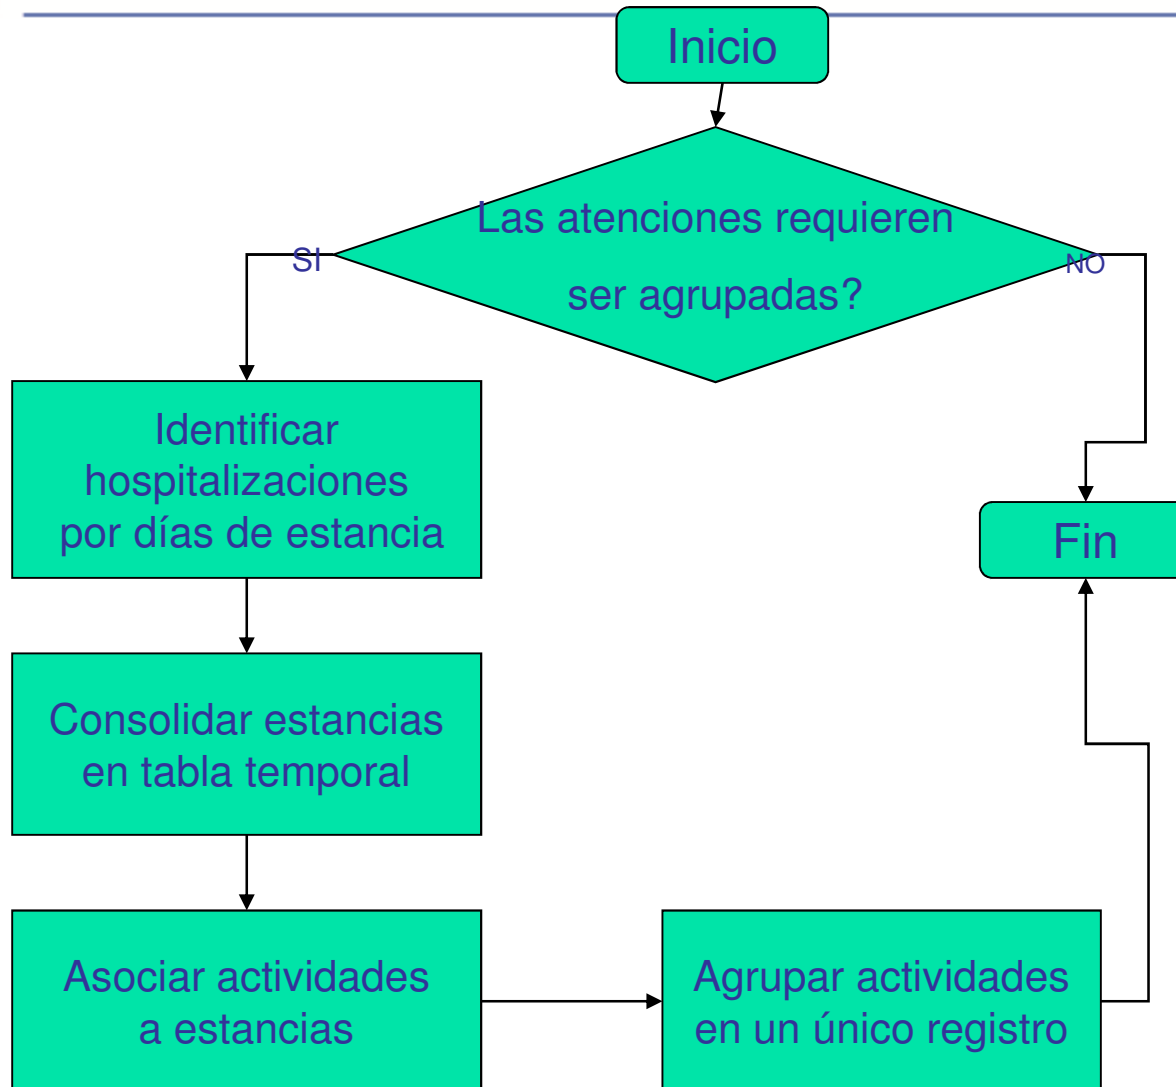 Inicio
Las atenciones requieren
ser agrupadas?
SI
NO
Identificar
hospitalizaciones
por días de estancia
Fin
Consolidar estancias
en tabla temporal
Asociar actividades
a estancias
Agrupar actividades
en un único registro